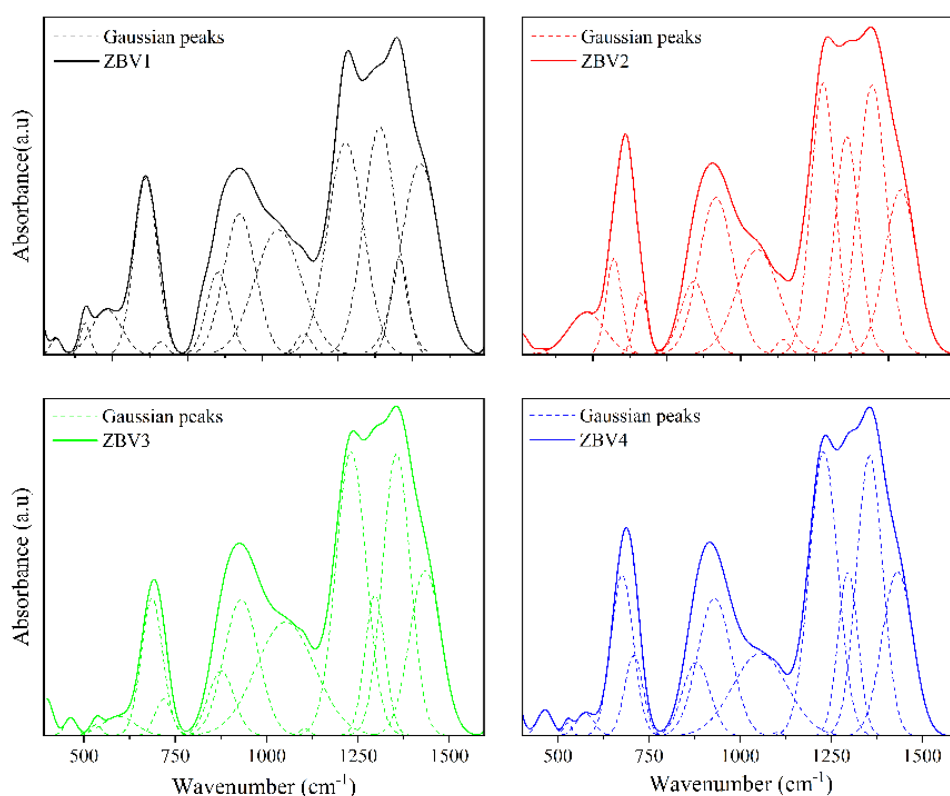 Gaussian peaks
ZBV1
Absorbance(a.u)
Gaussian peaks
ZBV2
Gaussian peaks
ZBV3
Absorbance (a.u)
500 750 1000 1250 1500
Wavenumber (cm-1)
Gaussian peaks
ZBV4
500 750 1000 1250 1500
Wavenumber (cm-1)